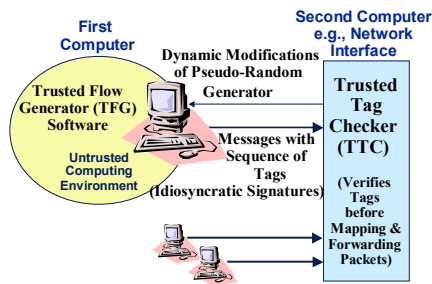 First
Computer
Second Computer
e.g., Network
Interface
Dynamic Modifications
of Pseudo-Random
Generator
Trusted Flow
Generator (TFG)
Software
Untrusted
Computing
Environment
Messages with
Sequence of
Tags
(Idiosyncratic Signatures)
Trusted
Tag
Checker
(TTC)
(Verifies
Tags
before
Mapping &
Forwarding
Packets)